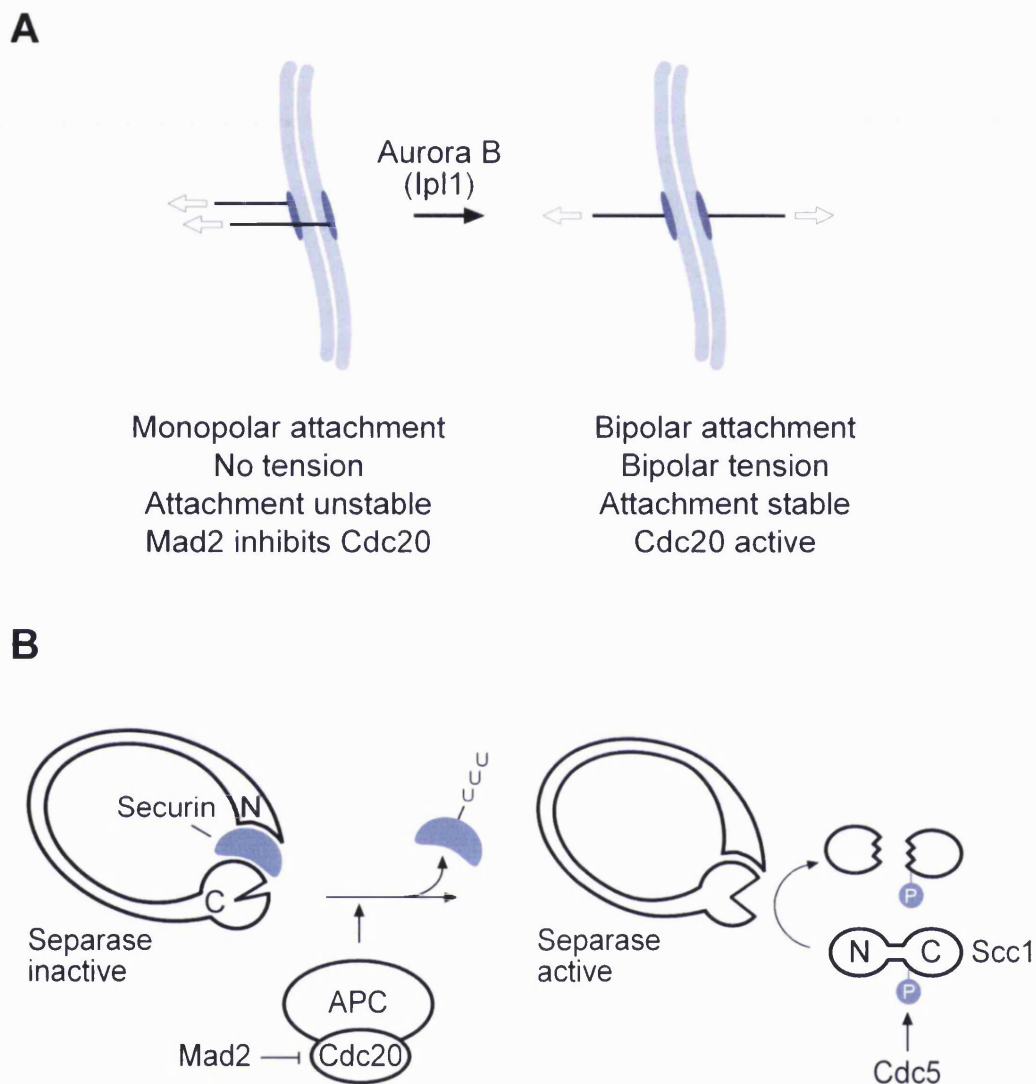 A
Aurora B
(Ipl1)
Monopolar attachment
No tension
Attachment unstable
Mad2 inhibits Cdc20
Bipolar attachment
Bipolar tension
Attachment stable
Cdc20 active
B
Securin
N
C
Separase
inactive
U
U
U
APC
Cdc20
Mad2
Separase
active
P
N
C
Scc1
P
Cdc5